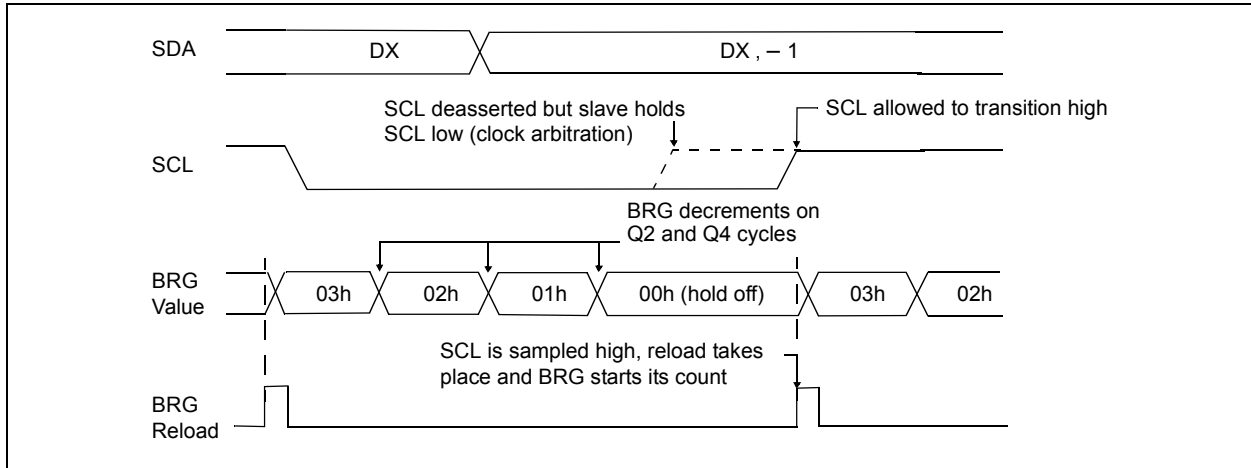 SDA
DX
DX , – 1
SCL deasserted but slave holds
SCL low (clock arbitration)
SCL allowed to transition high
SCL
BRG decrements on
Q2 and Q4 cycles
BRG
Value
03h
02h
01h
00h (hold off)
03h
02h
SCL is sampled high, reload takes
place and BRG starts its count
BRG
Reload